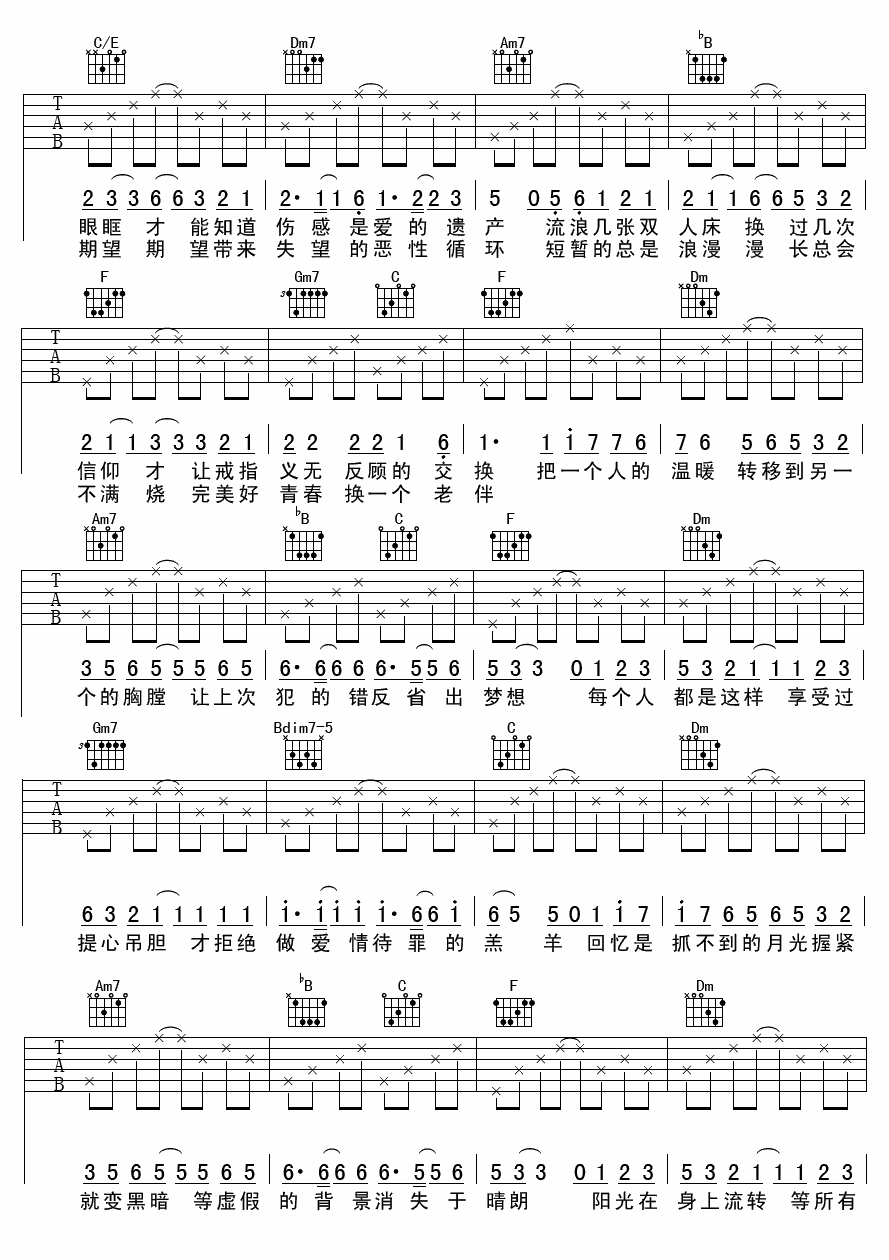 C/E Dm7 Am7 ♭B
T
A
B
2 3 3 6 6 3 2 1 2· 1 1 6 1· 2 2 3 5 0 5 6 1 2 1 2 1 1 6 6 5 3 2
眼眶 才 能知道 伤 感 是爱的遗 产 流浪几张双 人床 换 过几次
期望 期 望带来 失 望 的恶性循 环 短暂的总是 浪漫 漫 长总会
F Gm7 C F Dm
3
T
A
B
2 1 1 3 3 3 2 1 2 2 2 2 1 6 1· 1 1 7 7 6 7 6 5 6 5 3 2
信仰 才 让戒指 义无 反顾的 交 换 把一个人的 温暖 转移到另一
不满 烧 完美好 青春 换一个 老 伴
Am7 ♭B C F Dm
T
A
B
3 5 6 5 5 5 6 5 6· 6 6 6 6· 5 5 6 5 3 3 0 1 2 3 5 3 2 1 1 1 2 3
个的胸膛 让上次 犯 的 错反 省 出 梦想 每个人 都是这样 享受过
Gm7 Bdim7-5 C Dm
3
T
A
B
6 3 2 1 1 1 1 1 1· 1 1 1 1· 6 6 1 6 5 5 0 1 1 7 1 7 6 5 6 5 3 2
提心吊胆 才拒绝 做 爱 情待 罪 的 羔 羊 回忆是 抓不到的月光握紧
Am7 ♭B C F Dm
T
A
B
3 5 6 5 5 5 6 5 6· 6 6 6 6· 5 5 6 5 3 3 0 1 2 3 5 3 2 1 1 1 2 3
就变黑暗 等虚假 的 背 景消 失 于 晴朗 阳光在 身上流转 等所有